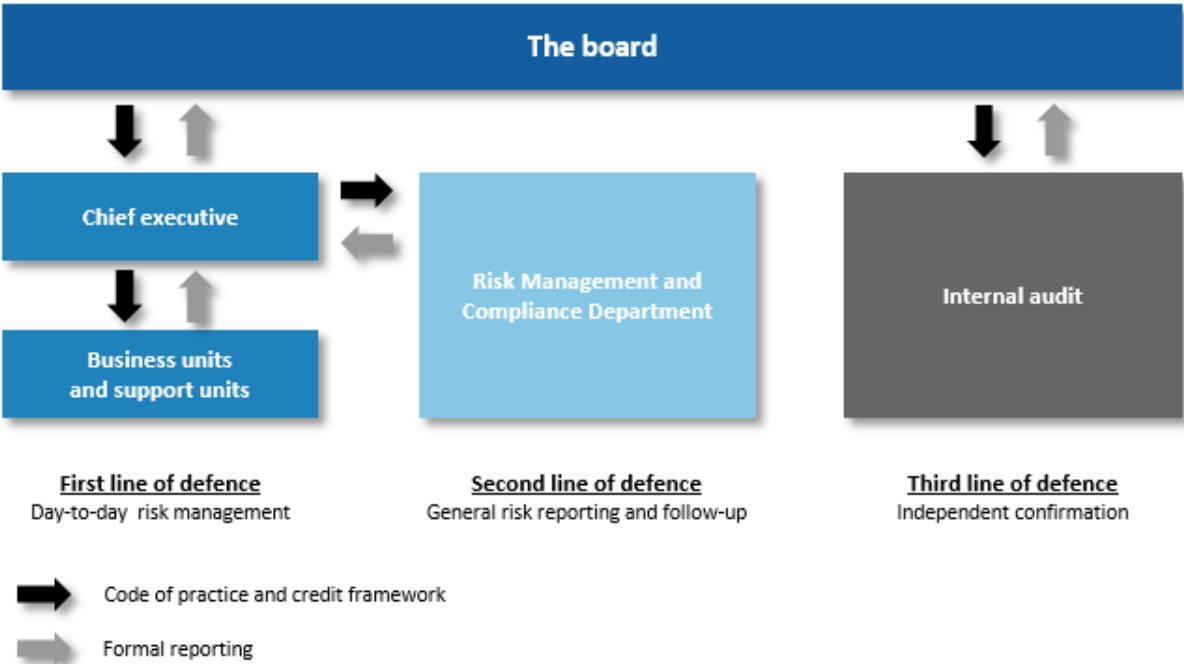 The board
Chief executive
Risk Management and
Compliance Department
Internal audit
Business units
and support units
First line of defence
Day-to-day risk management
Second line of defence
General risk reporting and follow-up
Third line of defence
Independent confirmation
Code of practice and credit framework
Formal reporting